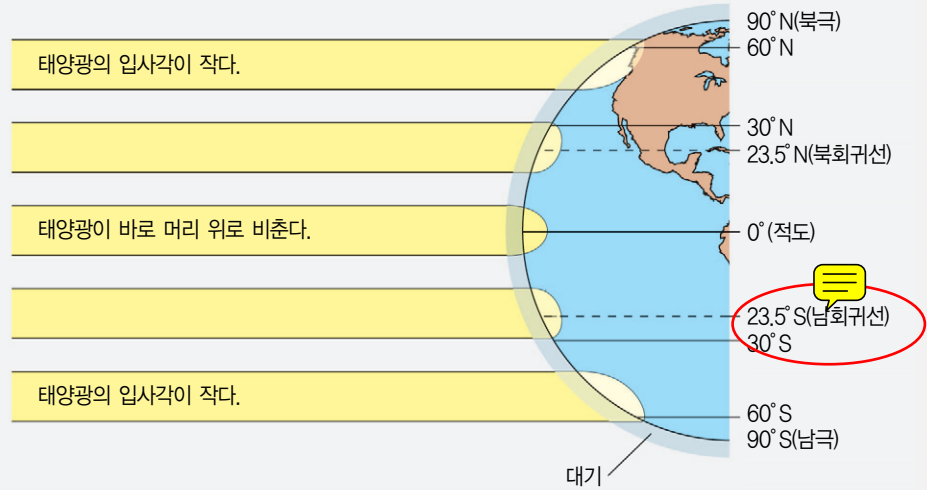 90°N(북극)
60°N
태양광의 입사각이 작다.
30°N
23.5°N(북회귀선)
태양광이 바로 머리 위로 비춘다.
0°(적도)
23.5°S(남회귀선)
30°S
태양광의 입사각이 작다.
60°S
90°S(남극)
대기